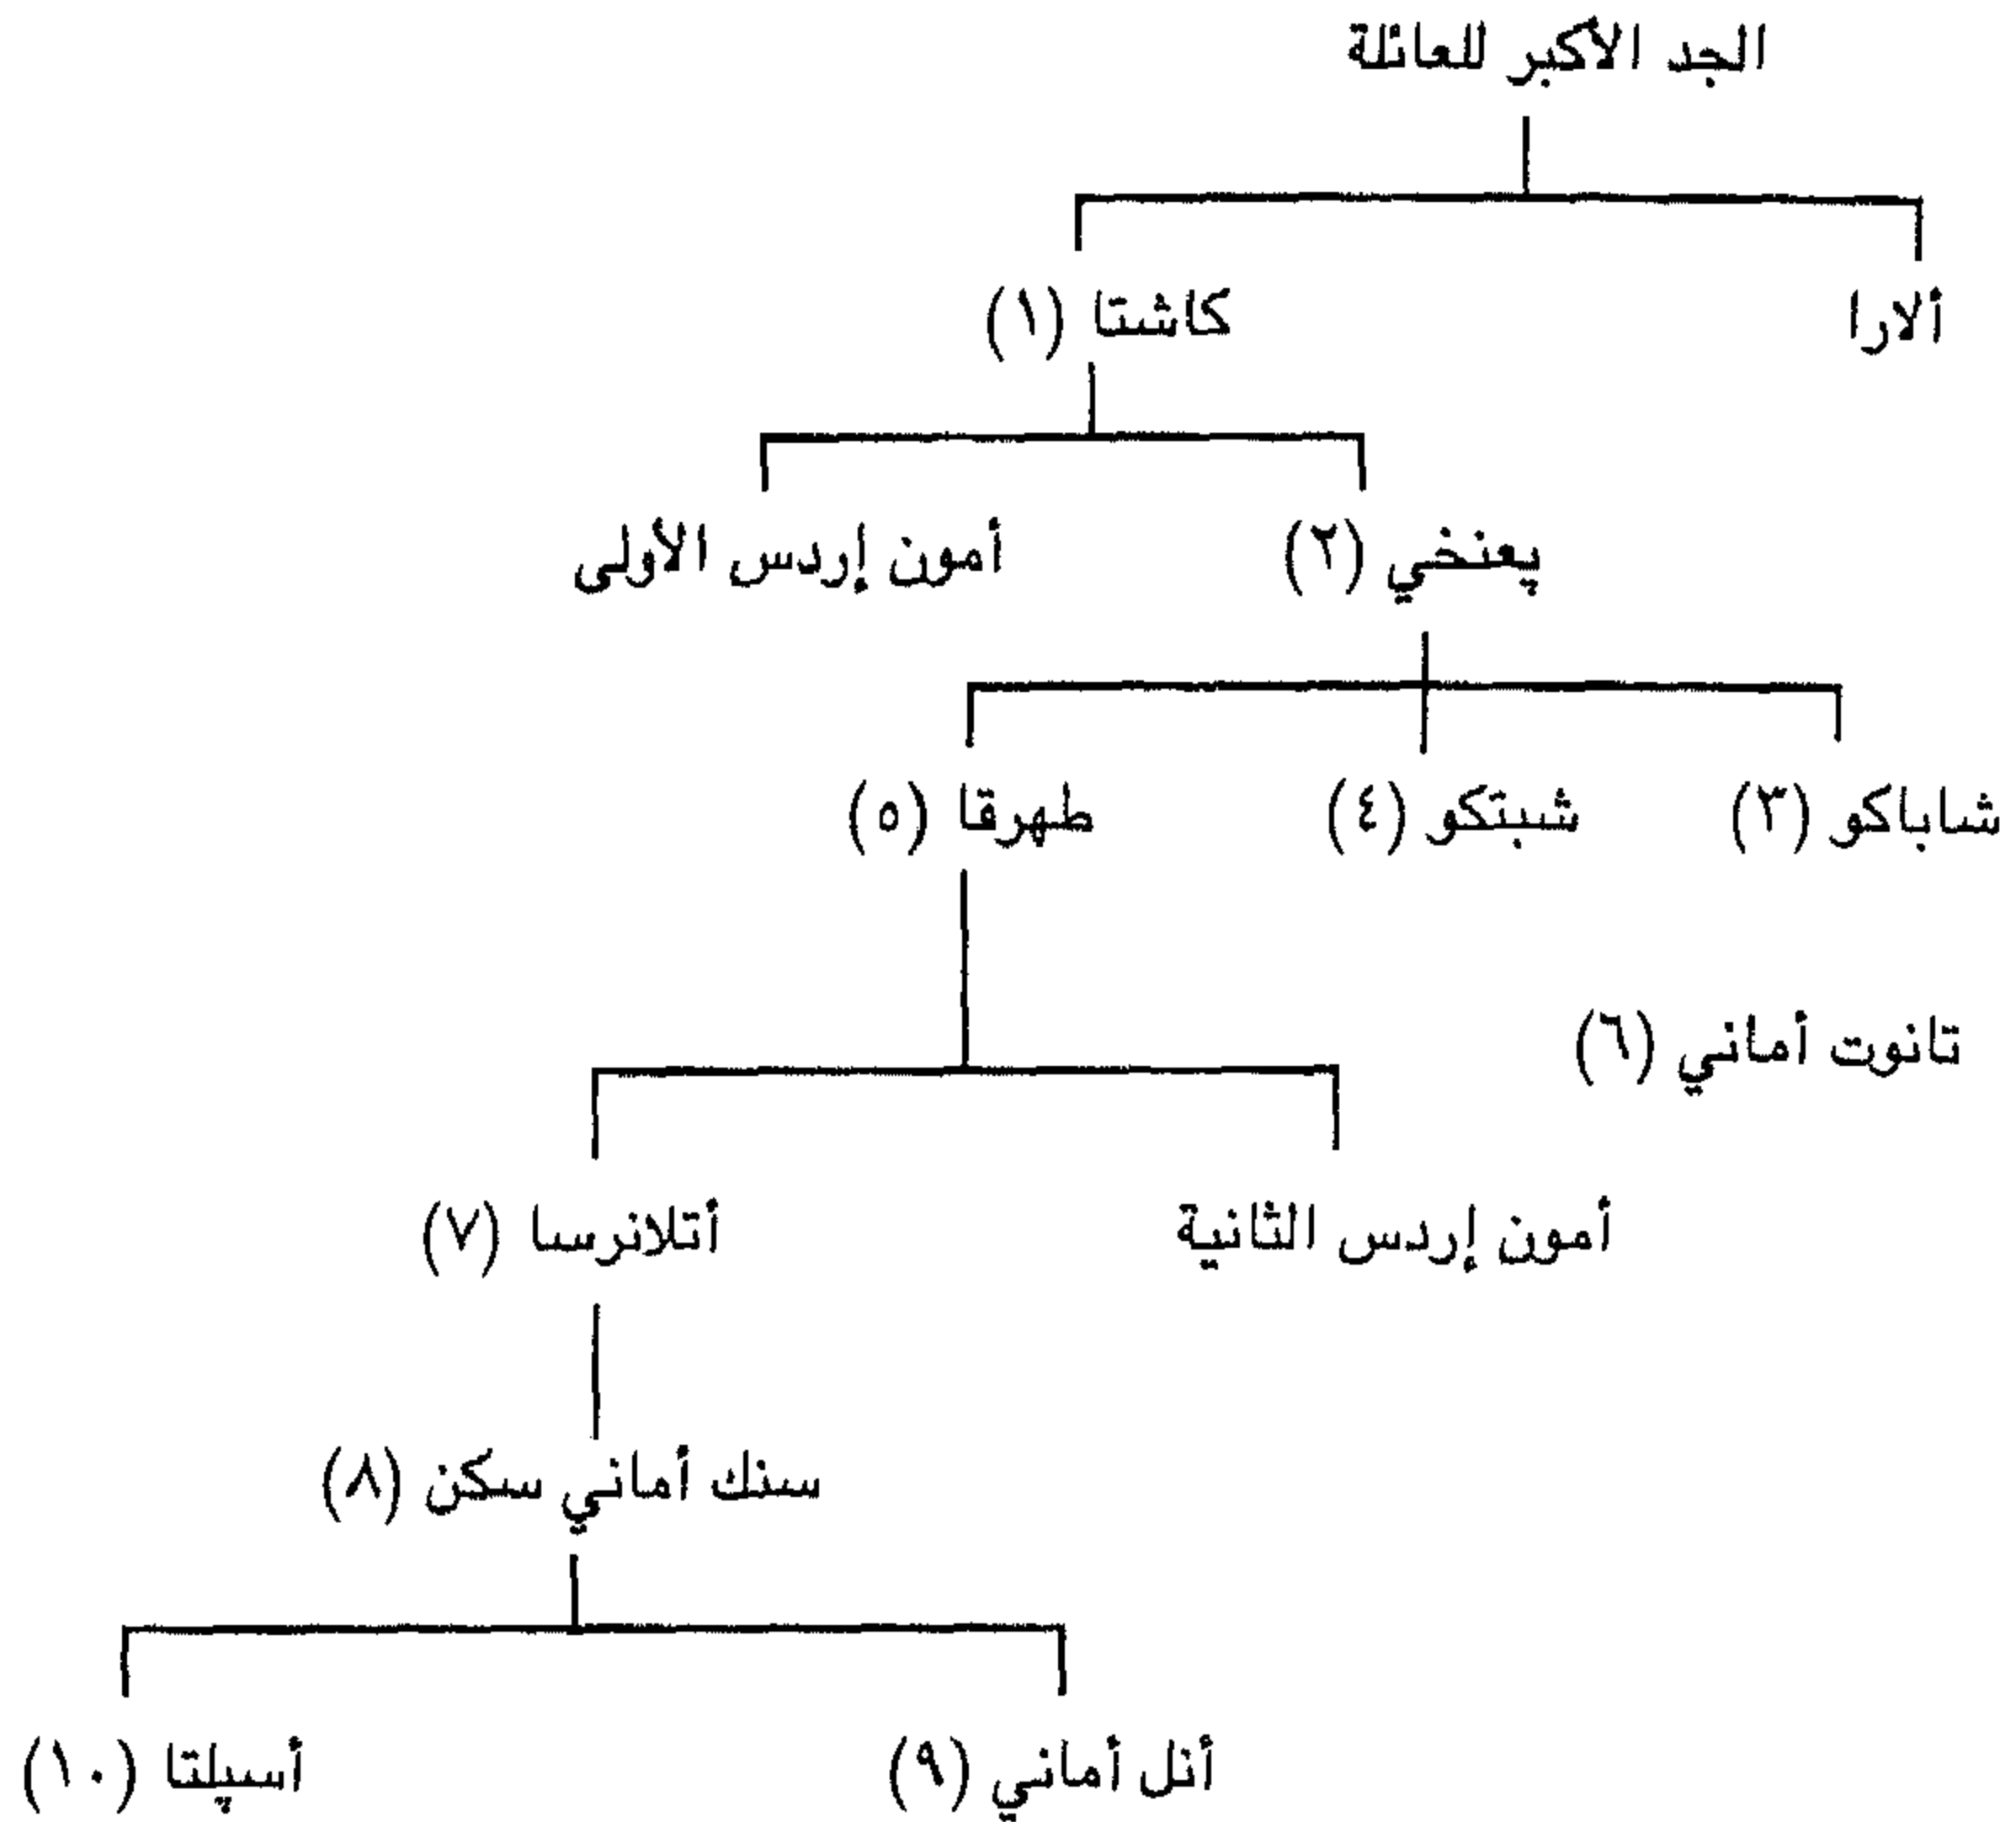 الجد الأكبر للعائلة
ألارا
كاشتا (١)
پعنخي (٢)
أمون إردس الأولى
شاباكو (٣)
شبتكو (٤)
طهرقا (٥)
تانوت أماني (٦)
أمون إردس الثانية
أتلانرسا (٧)
سنك أماني سكن (٨)
أنل أماني (٩)
أسپلتا (١٠)